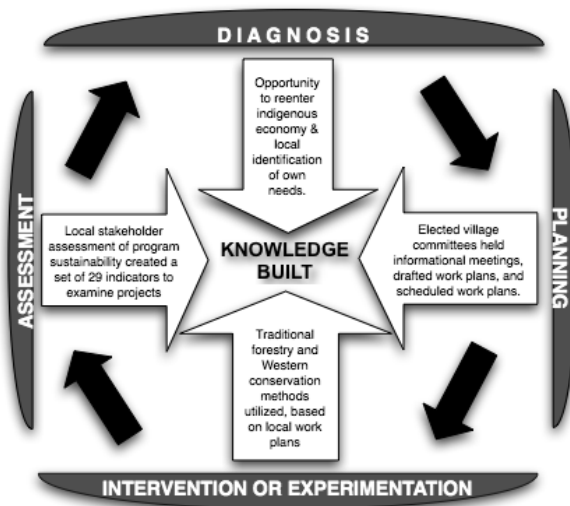 DIAGNOSIS
Opportunity
to reenter
indigenous
economy &
local
identification
of own
needs.
ASSESSMENT
Local stakeholder
assessment of program
sustainability created a
set of 29 indicators to
examine projects
KNOWLEDGE
BUILT
Elected village
committees held
informational meetings,
drafted work plans, and
scheduled work plans.
PLANNING
Traditional
forestry and
Western
conservation
methods
utilized, based
on local work
plans
INTERVENTION OR EXPERIMENTATION